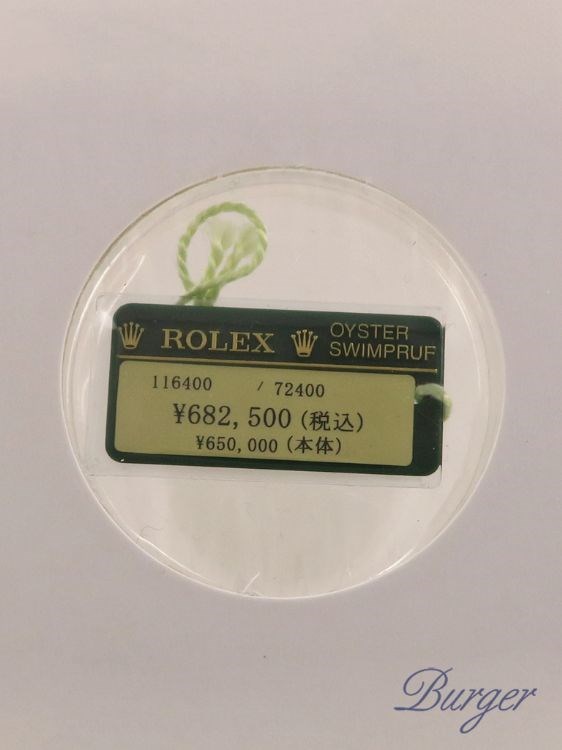 ROLEX
OYSTER
SWIMPRUF
116400 / 72400
¥682,500 (税込)
¥650,000 (本体)
Burger